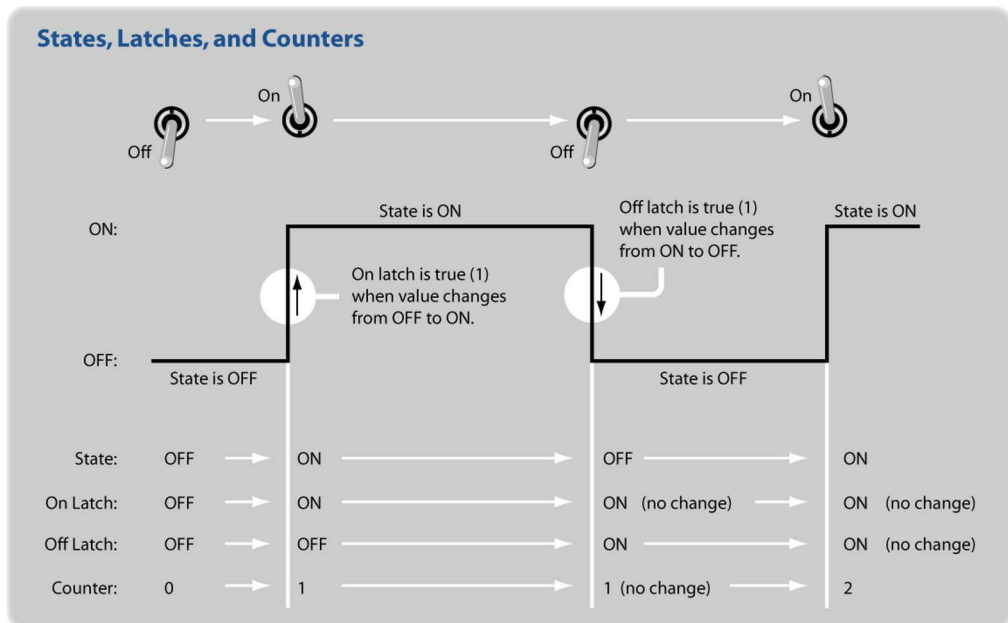 States, Latches, and Counters
On
On
Off
Off
State is ON
Off latch is true (1)
when value changes
from ON to OFF.
State is ON
ON:
On latch is true (1)
when value changes
from OFF to ON.
OFF:
State is OFF
State is OFF
State: OFF ON OFF ON
On Latch: OFF ON ON (no change) ON (no change)
Off Latch: OFF OFF ON ON (no change)
Counter: 0 1 1 (no change) 2